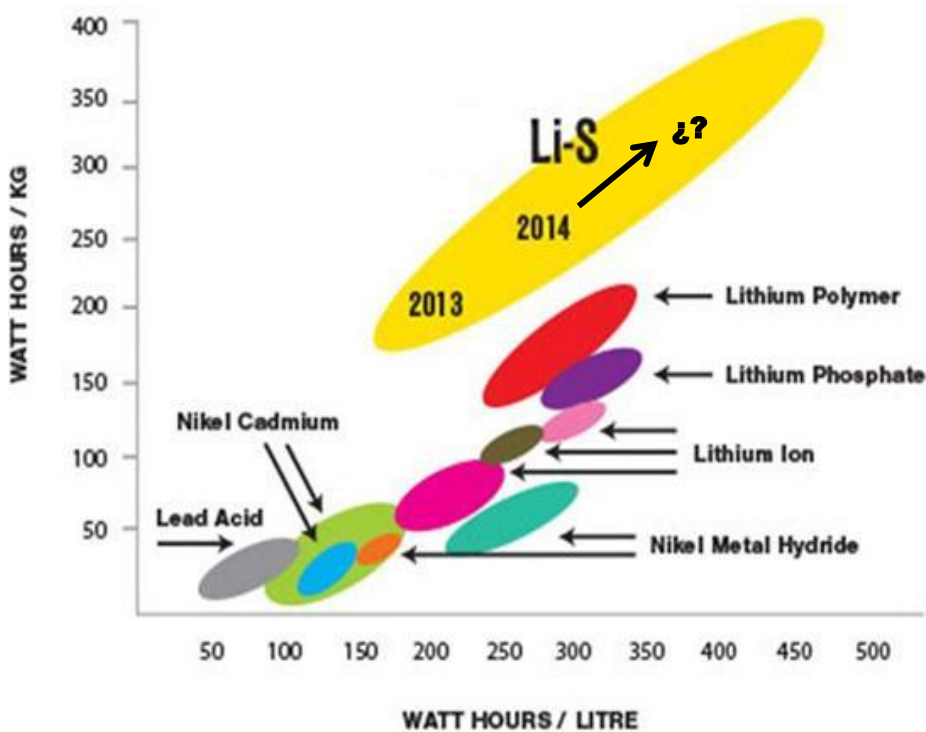 400
350
300
250
200
150
100
50
WATT HOURS / KG
Li-S
¿?
2014
2013
Lithium Polymer
Lithium Phosphate
Nikel Cadmium
Lithium Ion
Lead Acid
Nikel Metal Hydride
50 100 150 200 250 300 350 400 450 500
WATT HOURS / LITRE